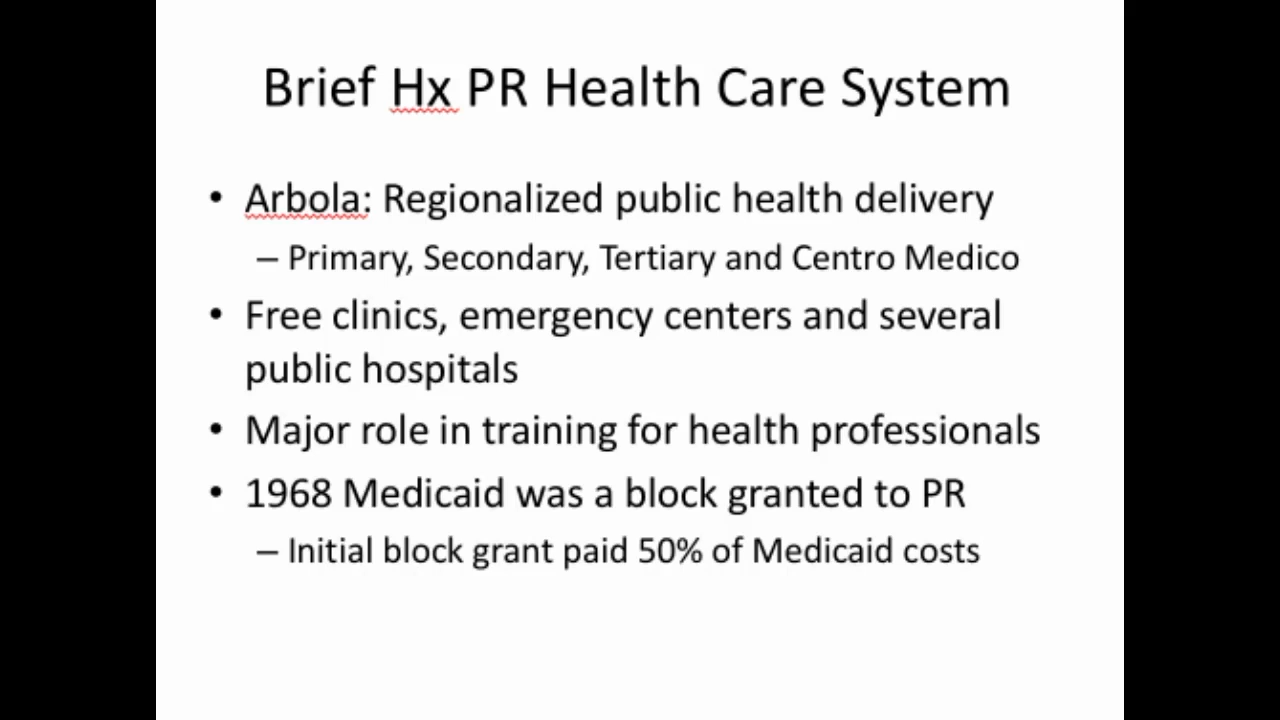 Brief Hx PR Health Care System
• Arbola: Regionalized public health delivery
– Primary, Secondary, Tertiary and Centro Medico
• Free clinics, emergency centers and several
public hospitals
• Major role in training for health professionals
• 1968 Medicaid was a block granted to PR
– Initial block grant paid 50% of Medicaid costs